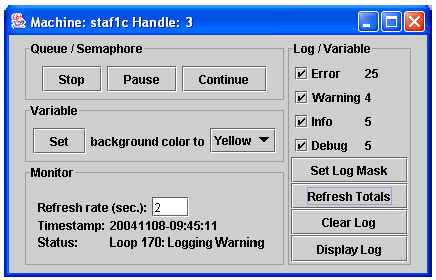 Machine: staf1c Handle: 3
Queue / Semaphore
Stop Pause Continue
Variable
Set background color to Yellow
Monitor
Refresh rate (sec.): 2
Timestamp: 20041108-09:45:11
Status: Loop 170: Logging Warning
Log / Variable
Error 25
Warning 4
Info 5
Debug 5
Set Log Mask
Refresh Totals
Clear Log
Display Log